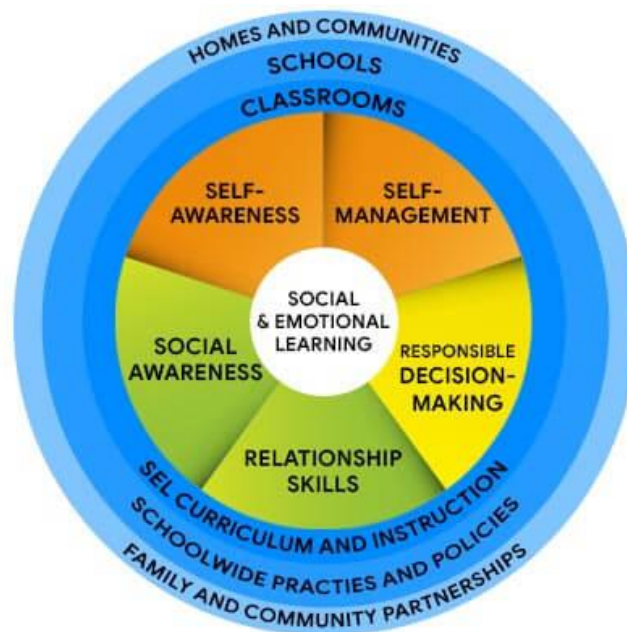 HOMES AND COMMUNITIES
SCHOOLS
CLASSROOMS
SELF-
AWARENESS
SELF-
MANAGEMENT
SOCIAL
& EMOTIONAL
LEARNING
SOCIAL
AWARENESS
RESPONSIBLE
DECISION-
MAKING
RELATIONSHIP
SKILLS
SEL CURRICULUM AND INSTRUCTION
SCHOOLWIDE PRACTIES AND POLICIES
FAMILY AND COMMUNITY PARTNERSHIPS